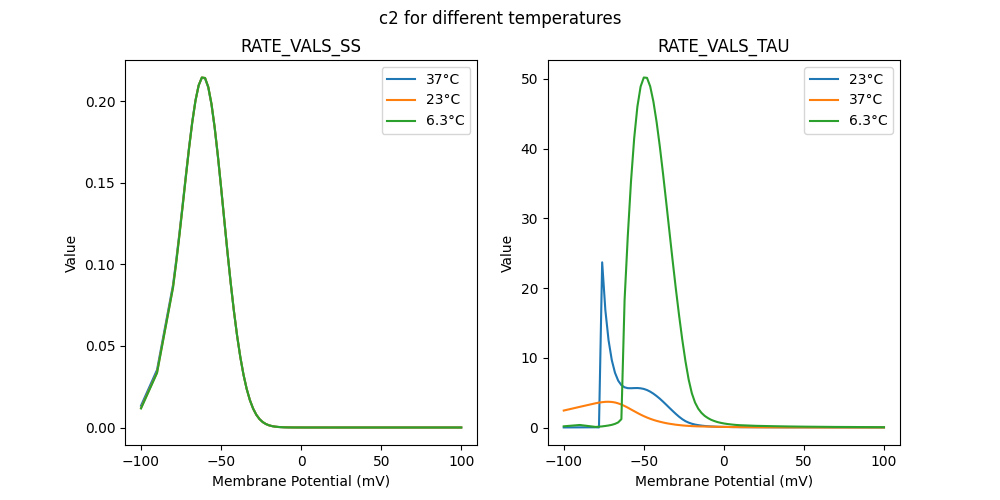 c2 for different temperatures
RATE_VALS_SS
0.20
0.15
0.10
0.05
0.00
Value
−100
−50
0
50
100
Membrane Potential (mV)
37°C
23°C
6.3°C
RATE_VALS_TAU
50
40
30
20
10
0
Value
−100
−50
0
50
100
Membrane Potential (mV)
23°C
37°C
6.3°C